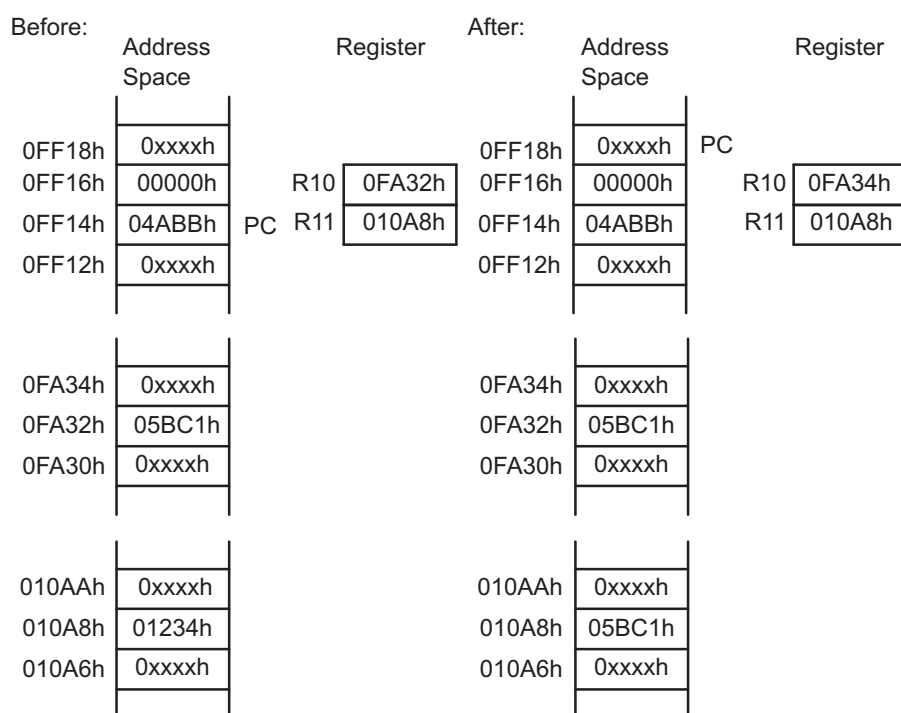 Before:
Address Space
Register
0FF18h 0xxxxh
0FF16h 00000h R10 0FA32h
0FF14h 04ABBh PC R11 010A8h
0FF12h 0xxxxh
0FA34h 0xxxxh
0FA32h 05BC1h
0FA30h 0xxxxh
010AAh 0xxxxh
010A8h 01234h
010A6h 0xxxxh
After:
Address Space
Register
0FF18h 0xxxxh PC
0FF16h 00000h R10 0FA34h
0FF14h 04ABBh R11 010A8h
0FF12h 0xxxxh
0FA34h 0xxxxh
0FA32h 05BC1h
0FA30h 0xxxxh
010AAh 0xxxxh
010A8h 05BC1h
010A6h 0xxxxh